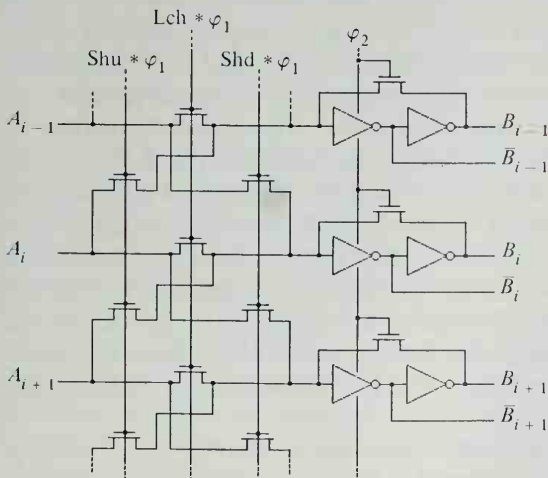 Lch * φ₁
Shu * φ₁ Shd * φ₁ φ₂
Aᵢ₋₁ Bᵢ₋₁
B̄ᵢ₋₁
Aᵢ Bᵢ
B̄ᵢ
Aᵢ₊₁ Bᵢ₊₁
B̄ᵢ₊₁